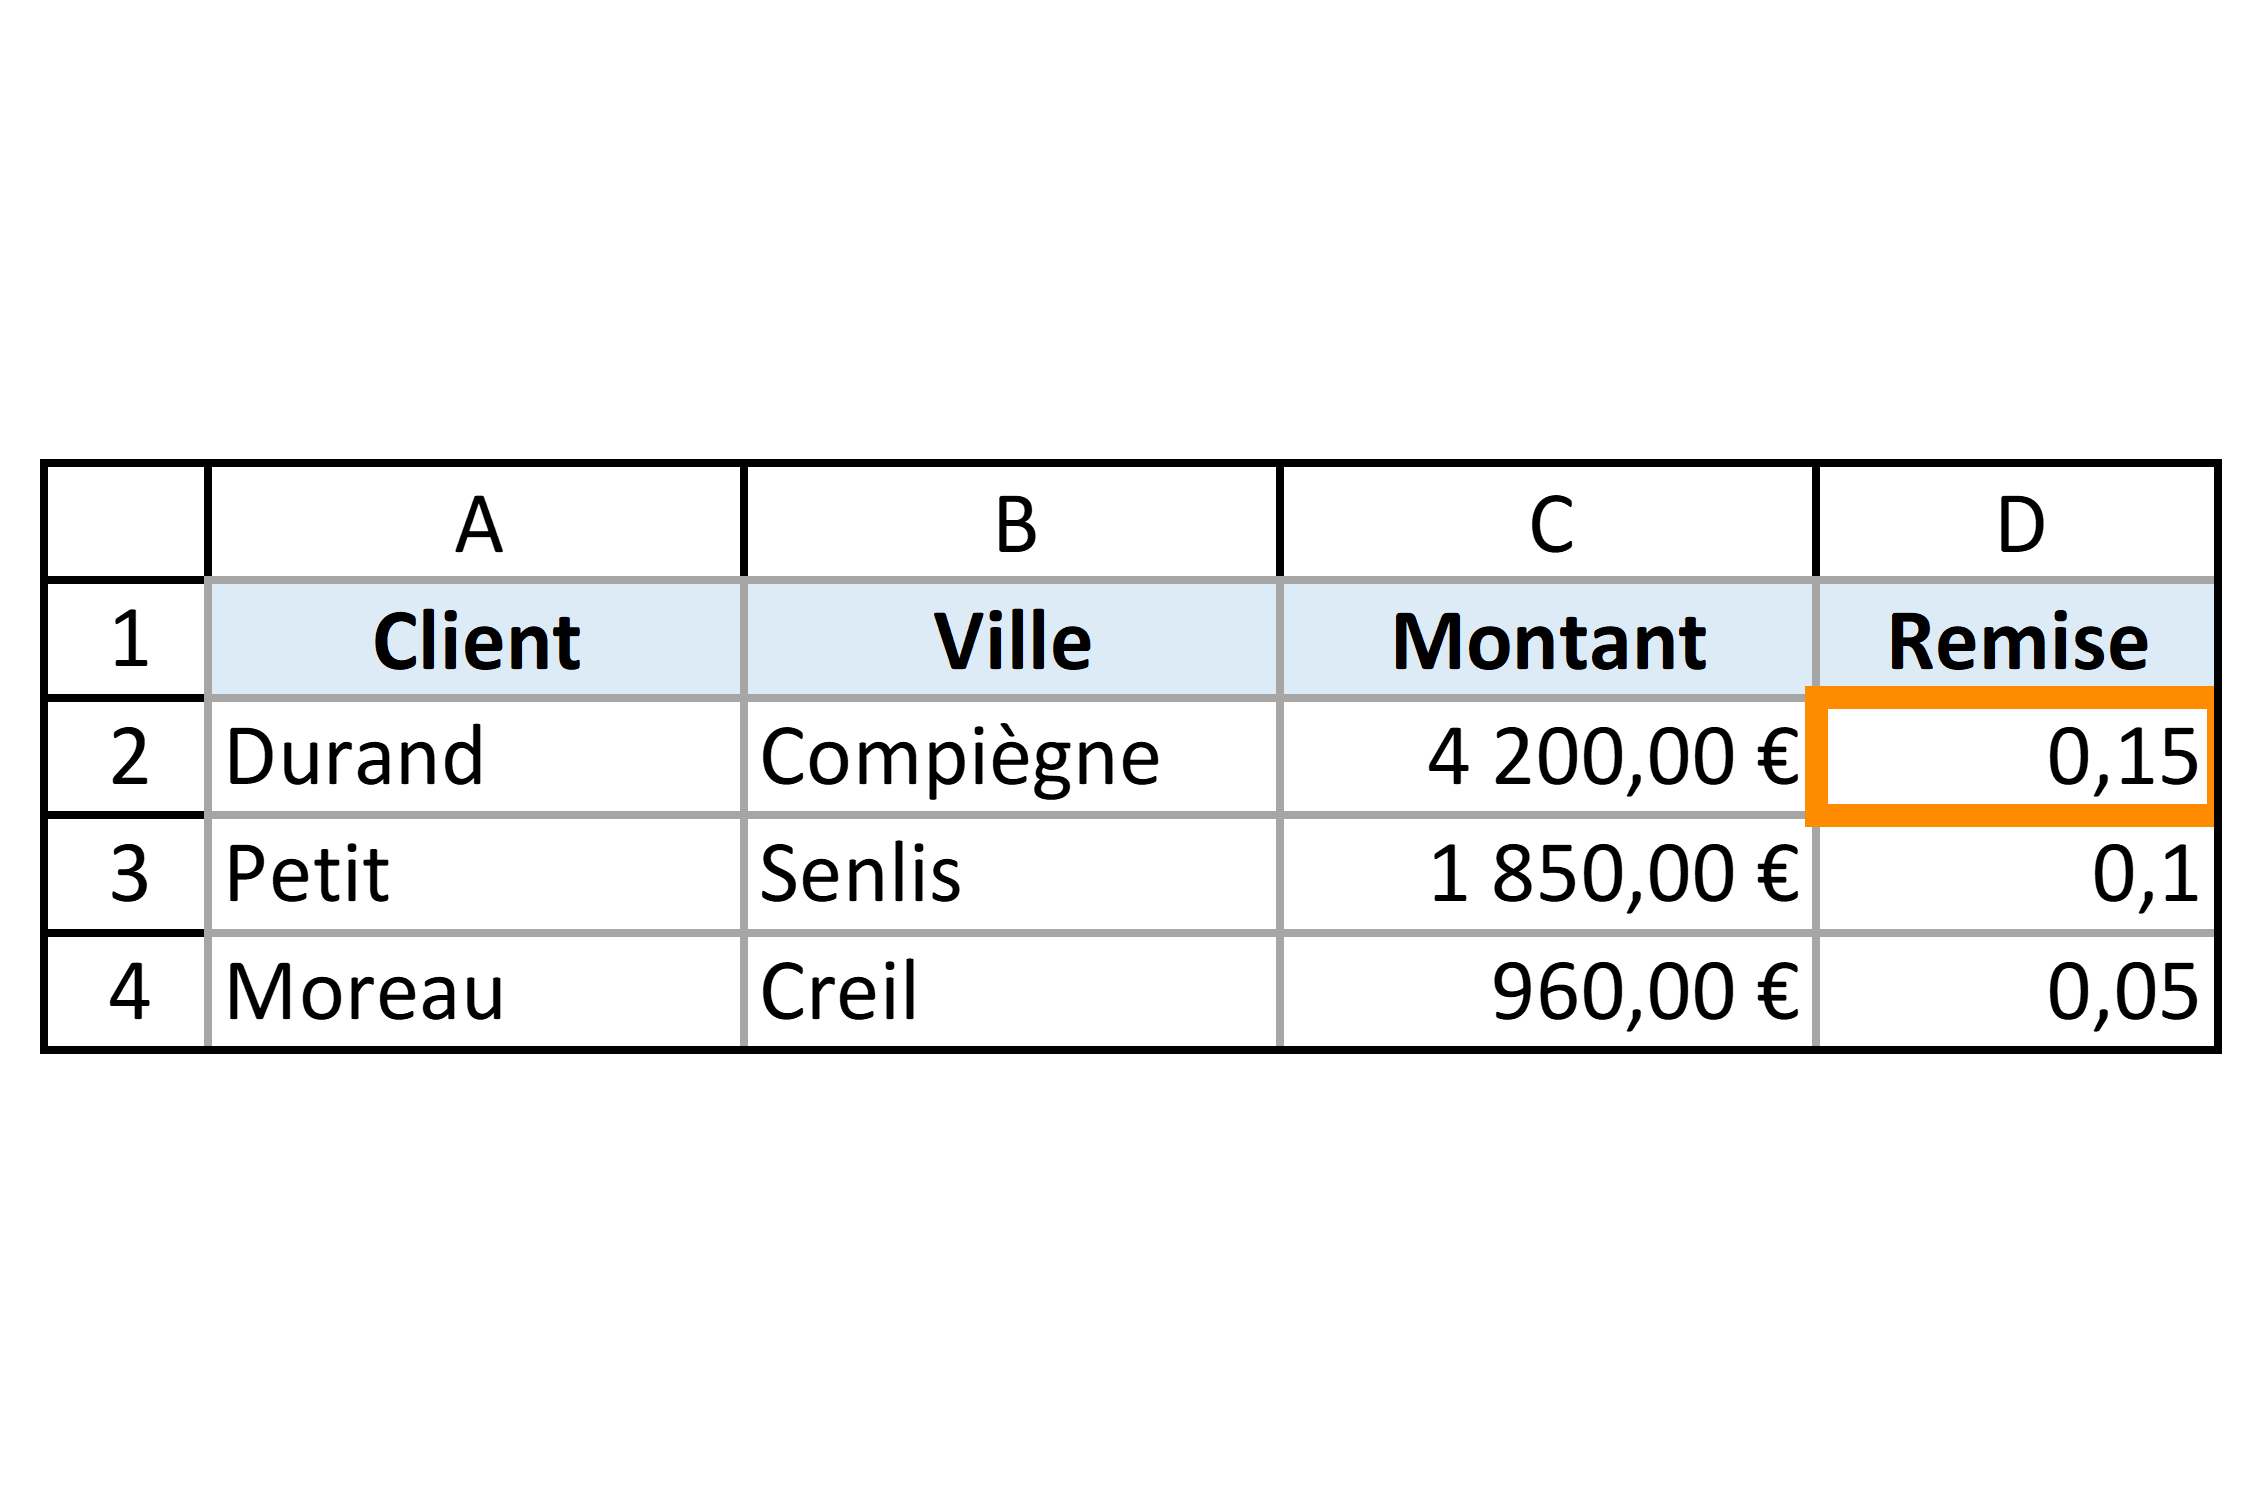 A B C D
1 Client Ville Montant Remise
2 Durand Compiègne 4 200,00 € 0,15
3 Petit Senlis 1 850,00 € 0,1
4 Moreau Creil 960,00 € 0,05